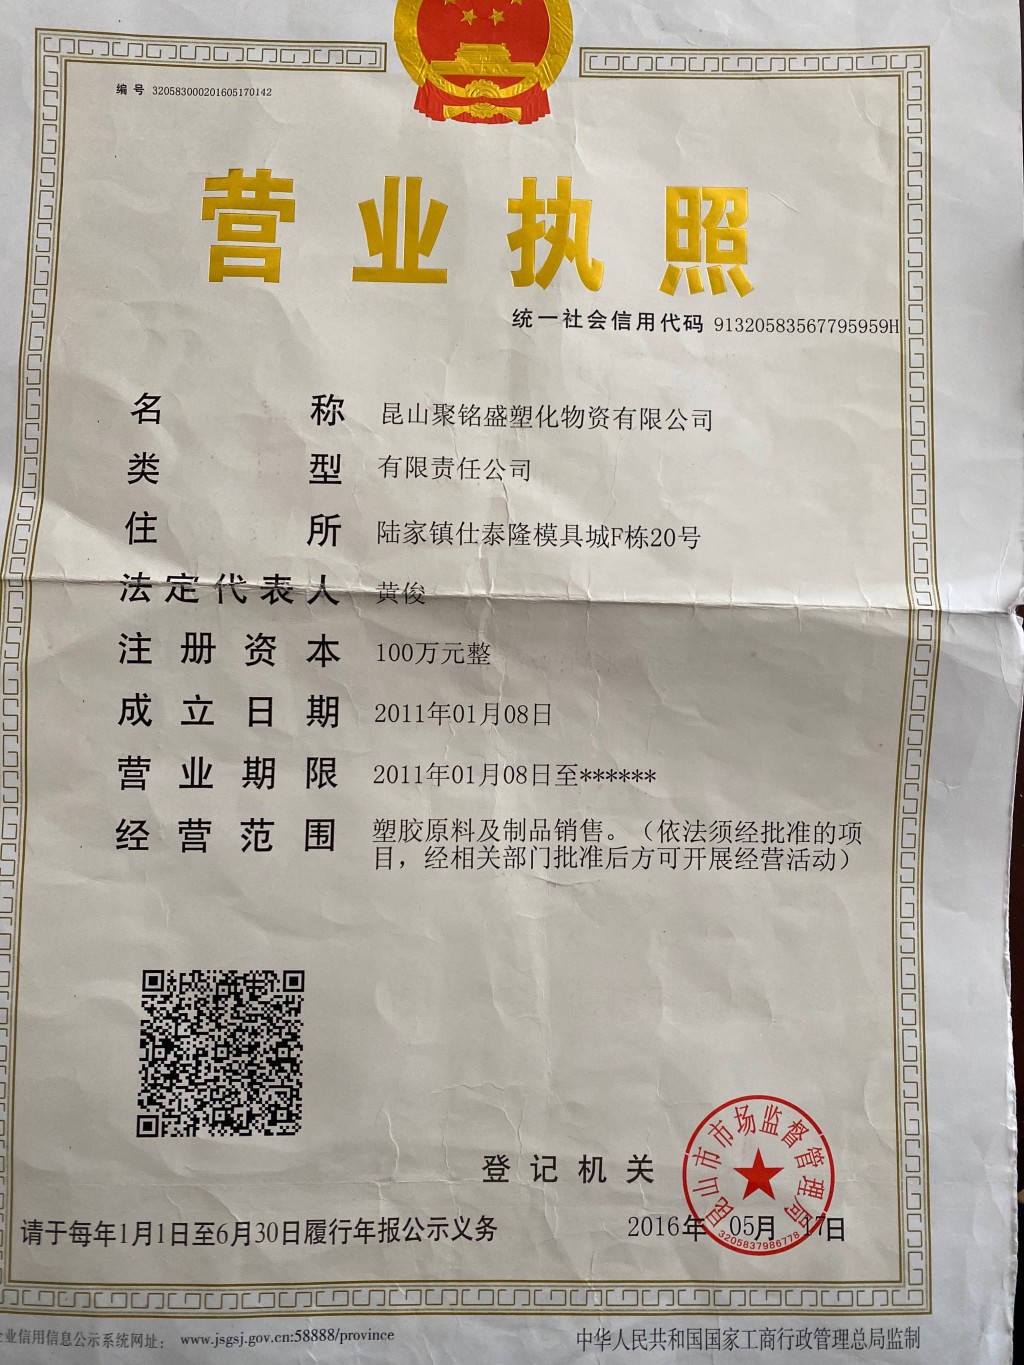 编 号 320583000201605170142
营业执照
统一社会信用代码 91320583567795959H
名 称 昆山聚铭盛塑化物资有限公司
类 型 有限责任公司
住 所 陆家镇仕泰隆模具城F栋20号
法定代表人 黄俊
注册资本 100万元整
成立日期 2011年01月08日
营业期限 2011年01月08日至******
经营范围 塑胶原料及制品销售。（依法须经批准的项
目，经相关部门批准后方可开展经营活动）
登记机关
昆山市市场监督管理局
3205837986778
2016年 05月 17日
请于每年1月1日至6月30日履行年报公示义务
业信用信息公示系统网址： www.jsgsj.gov.cn:58888/province
中华人民共和国国家工商行政管理总局监制